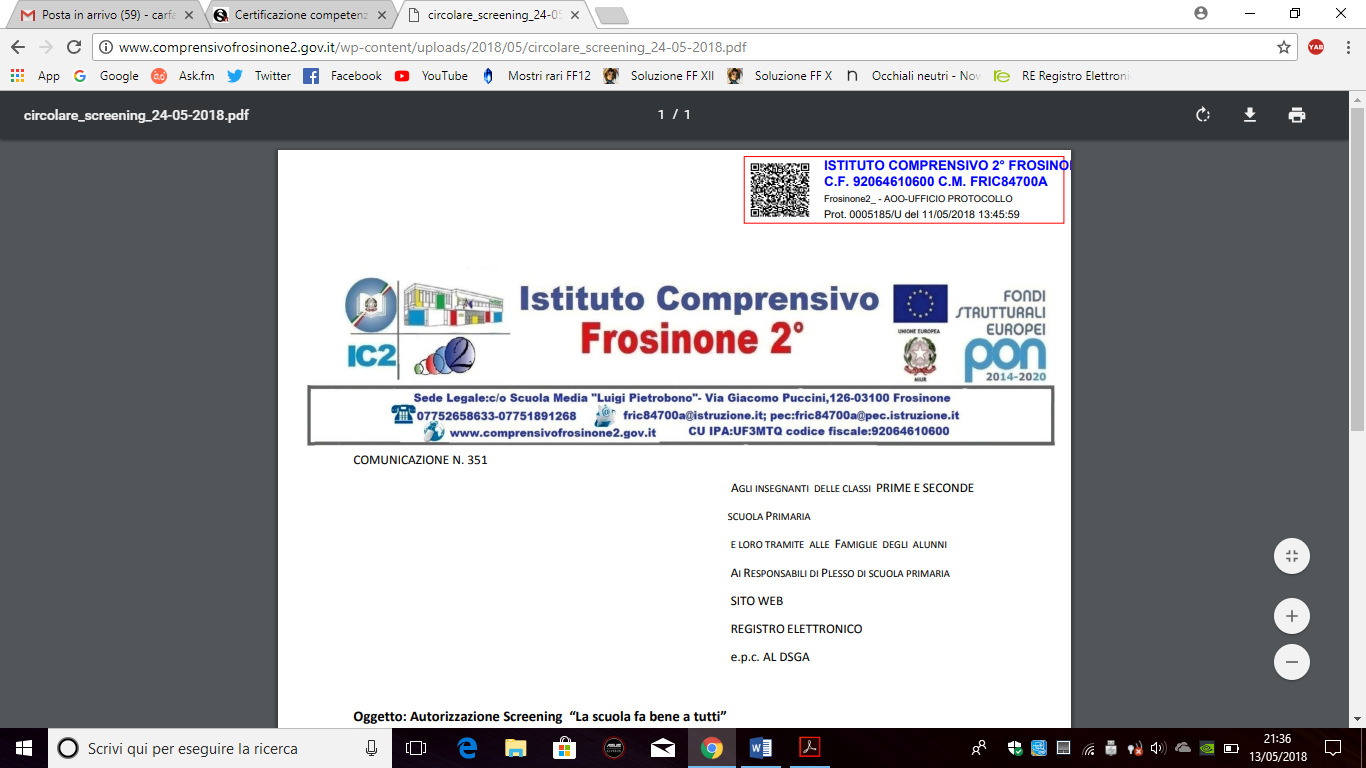 Posta in arrivo (59) - carfa
Certificazione competenz
circolare_screening_24-05
www.comprensivofrosinone2.gov.it/wp-content/uploads/2018/05/circolare_screening_24-05-2018.pdf
YAB
App Google Ask.fm Twitter Facebook YouTube Mostri rari FF12 Soluzione FF XII Soluzione FF X Occhiali neutri - Nov RE Registro Elettroni
circolare_screening_24-05-2018.pdf 1 / 1
ISTITUTO COMPRENSIVO 2° FROSINO
C.F. 92064610600 C.M. FRIC84700A
Frosinone2_ - AOO-UFFICIO PROTOCOLLO
Prot. 0005185/U del 11/05/2018 13:45:59
Istituto Comprensivo
Frosinone 2°
IC2
2
UNIONE EUROPEA
MIUR
FONDI
STRUTTURALI
EUROPEI
pon
2014-2020
Sede Legale:c/o Scuola Media "Luigi Pietrobono"- Via Giacomo Puccini,126-03100 Frosinone
07752658633-07751891268 fric84700a@istruzione.it; pec:fric84700a@pec.istruzione.it
www.comprensivofrosinone2.gov.it CU IPA:UF3MTQ codice fiscale:92064610600
COMUNICAZIONE N. 351
AGLI INSEGNANTI DELLE CLASSI PRIME E SECONDE
SCUOLA PRIMARIA
E LORO TRAMITE ALLE FAMIGLIE DEGLI ALUNNI
AI RESPONSABILI DI PLESSO DI SCUOLA PRIMARIA
SITO WEB
REGISTRO ELETTRONICO
e.p.c. AL DSGA
Oggetto: Autorizzazione Screening “La scuola fa bene a tutti”
Scrivi qui per eseguire la ricerca
21:36
13/05/2018